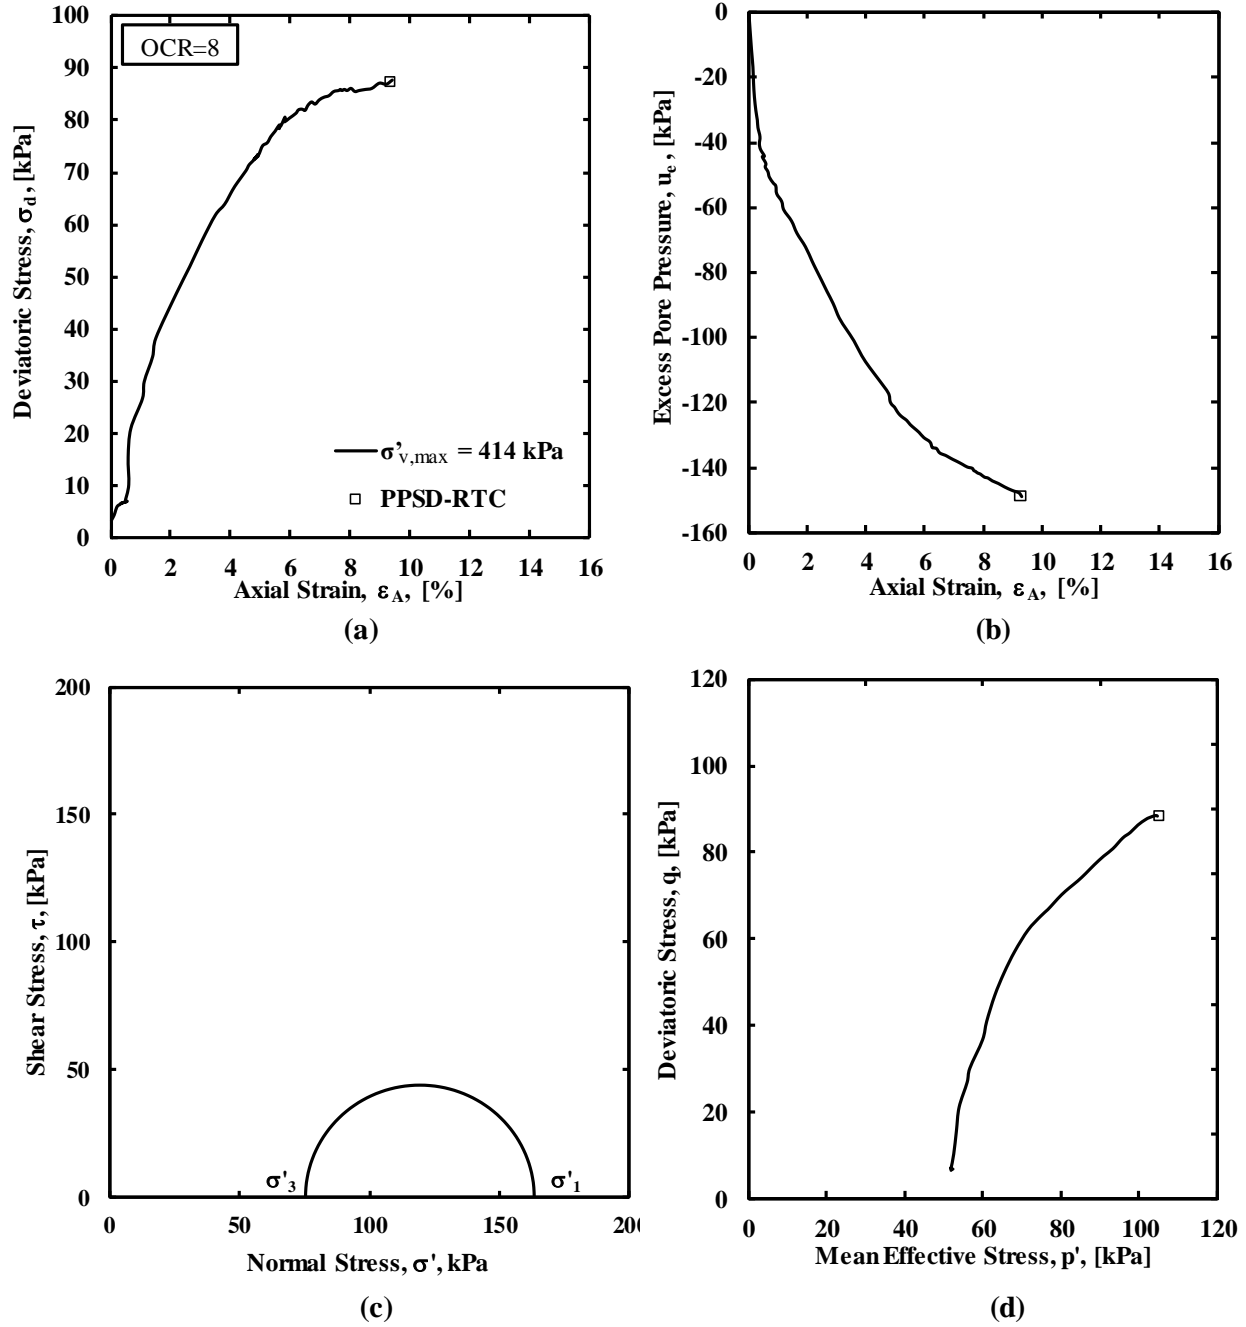 OCR=8
100
90
80
70
60
50
40
30
20
10
0
Deviatoric Stress, σd, [kPa]
σ'v,max = 414 kPa
PPSD-RTC
0 2 4 6 8 10 12 14 16
Axial Strain, εA, [%]
(a)
0
-20
-40
-60
-80
-100
-120
-140
-160
Excess Pore Pressure, ue, [kPa]
0 2 4 6 8 10 12 14 16
Axial Strain, εA, [%]
(b)
200
150
100
50
0
Shear Stress, τ, [kPa]
σ'3
σ'1
0 50 100 150 20
Normal Stress, σ', kPa
(c)
120
100
80
60
40
20
0
Deviatoric Stress, q, [kPa]
0 20 40 60 80 100 120
Mean Effective Stress, p', [kPa]
(d)